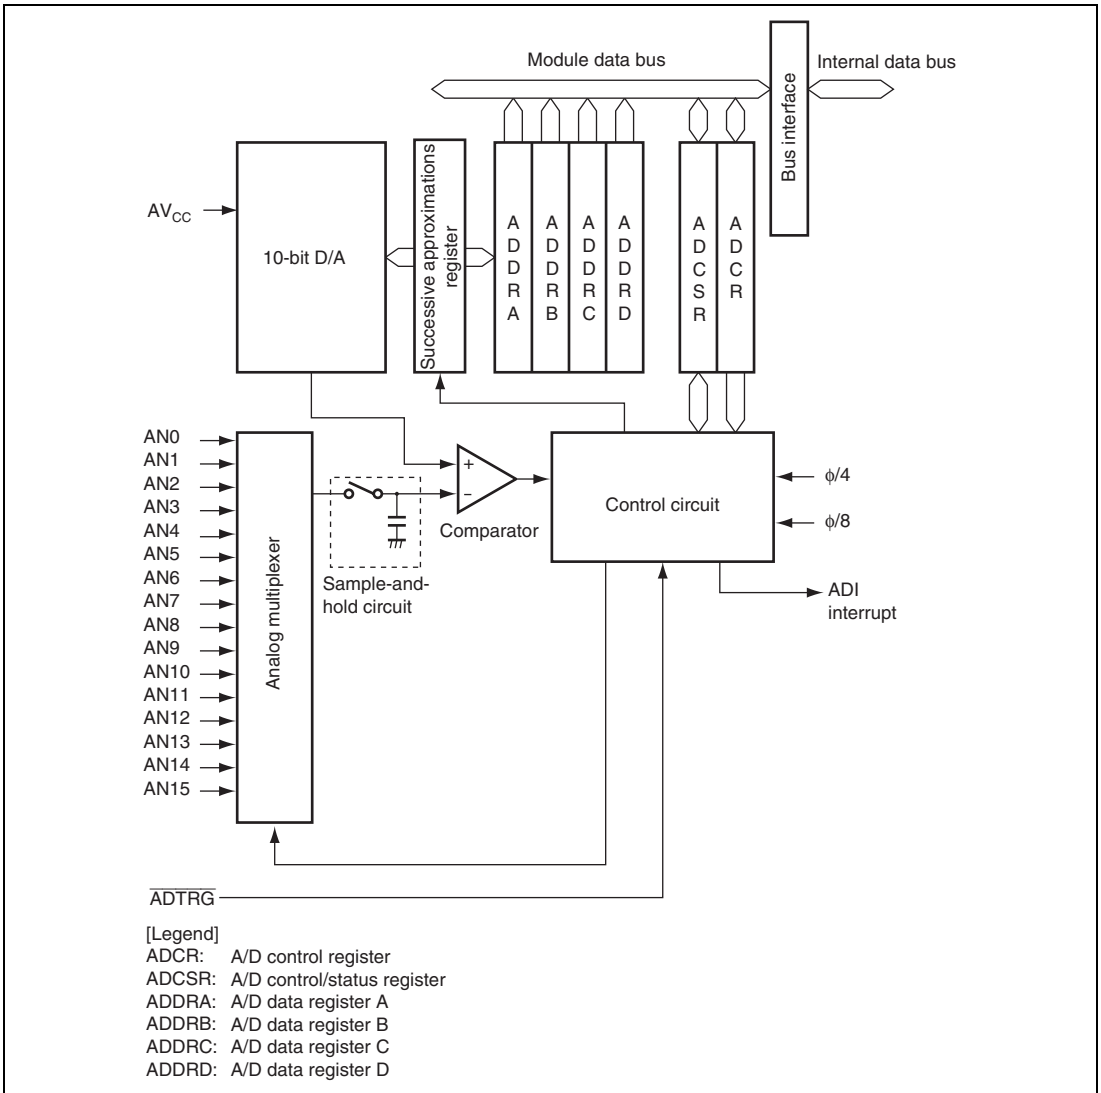 Module data bus
Internal data bus
Bus interface
AVCC
10-bit D/A
Successive approximations
register
ADDRA
ADDRB
ADDRC
ADDRD
ADCSR
ADCR
AN0
AN1
AN2
AN3
AN4
AN5
AN6
AN7
AN8
AN9
AN10
AN11
AN12
AN13
AN14
AN15
Analog multiplexer
Sample-and-
hold circuit
+
−
Comparator
Control circuit
ϕ/4
ϕ/8
ADI
interrupt
ADTRG
[Legend]
ADCR: A/D control register
ADCSR: A/D control/status register
ADDRA: A/D data register A
ADDRB: A/D data register B
ADDRC: A/D data register C
ADDRD: A/D data register D